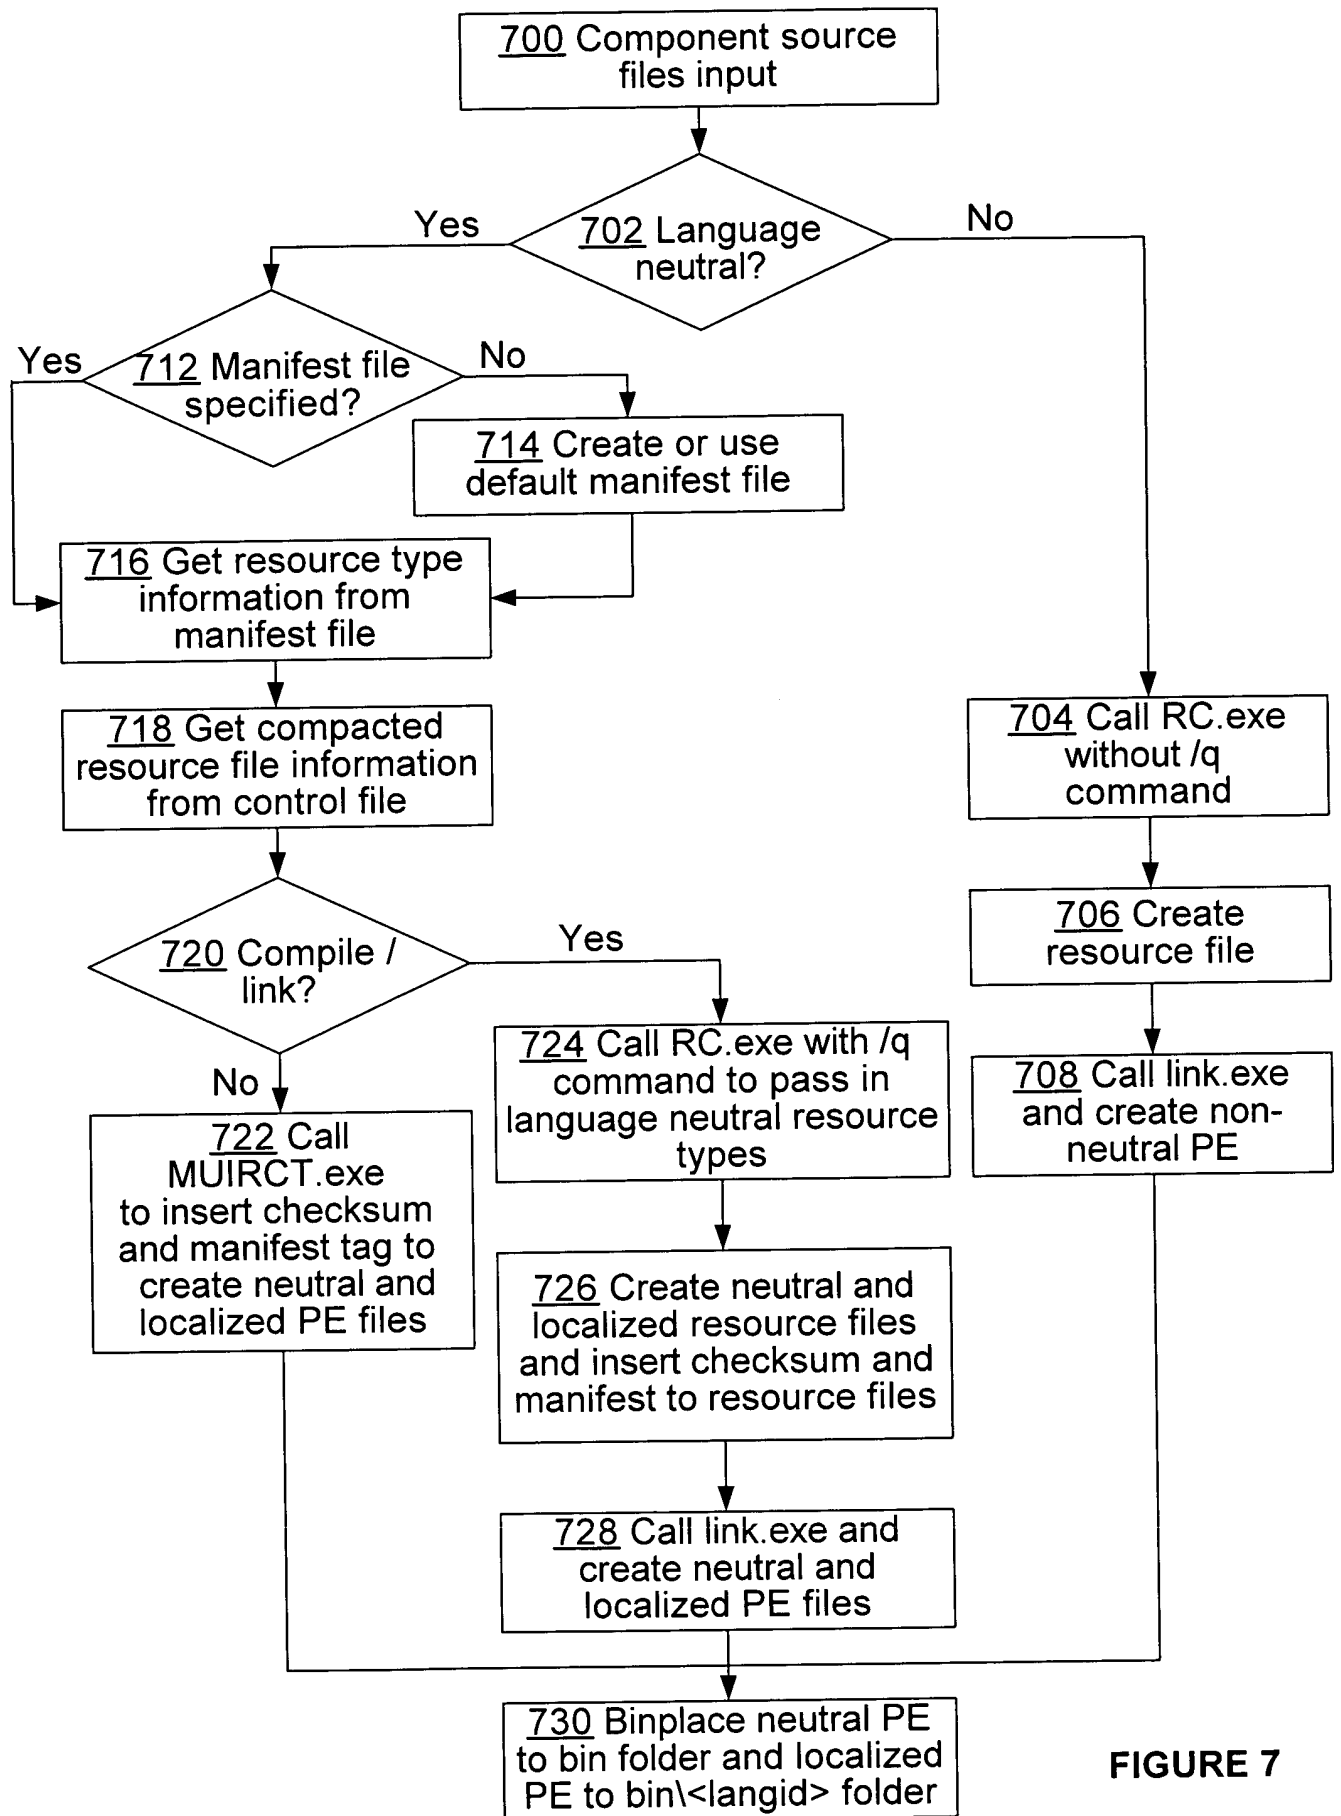 700 Component source
files input
Yes
702 Language
neutral?
No
Yes
712 Manifest file
specified?
No
714 Create or use
default manifest file
716 Get resource type
information from
manifest file
718 Get compacted
resource file information
from control file
704 Call RC.exe
without /q
command
706 Create
resource file
720 Compile /
link?
Yes
No
724 Call RC.exe with /q
command to pass in
language neutral resource
types
708 Call link.exe
and create non-
neutral PE
722 Call
MUIRCT.exe
to insert checksum
and manifest tag to
create neutral and
localized PE files
726 Create neutral and
localized resource files
and insert checksum and
manifest to resource files
728 Call link.exe and
create neutral and
localized PE files
730 Binplace neutral PE
to bin folder and localized
PE to bin\<langid> folder
FIGURE 7